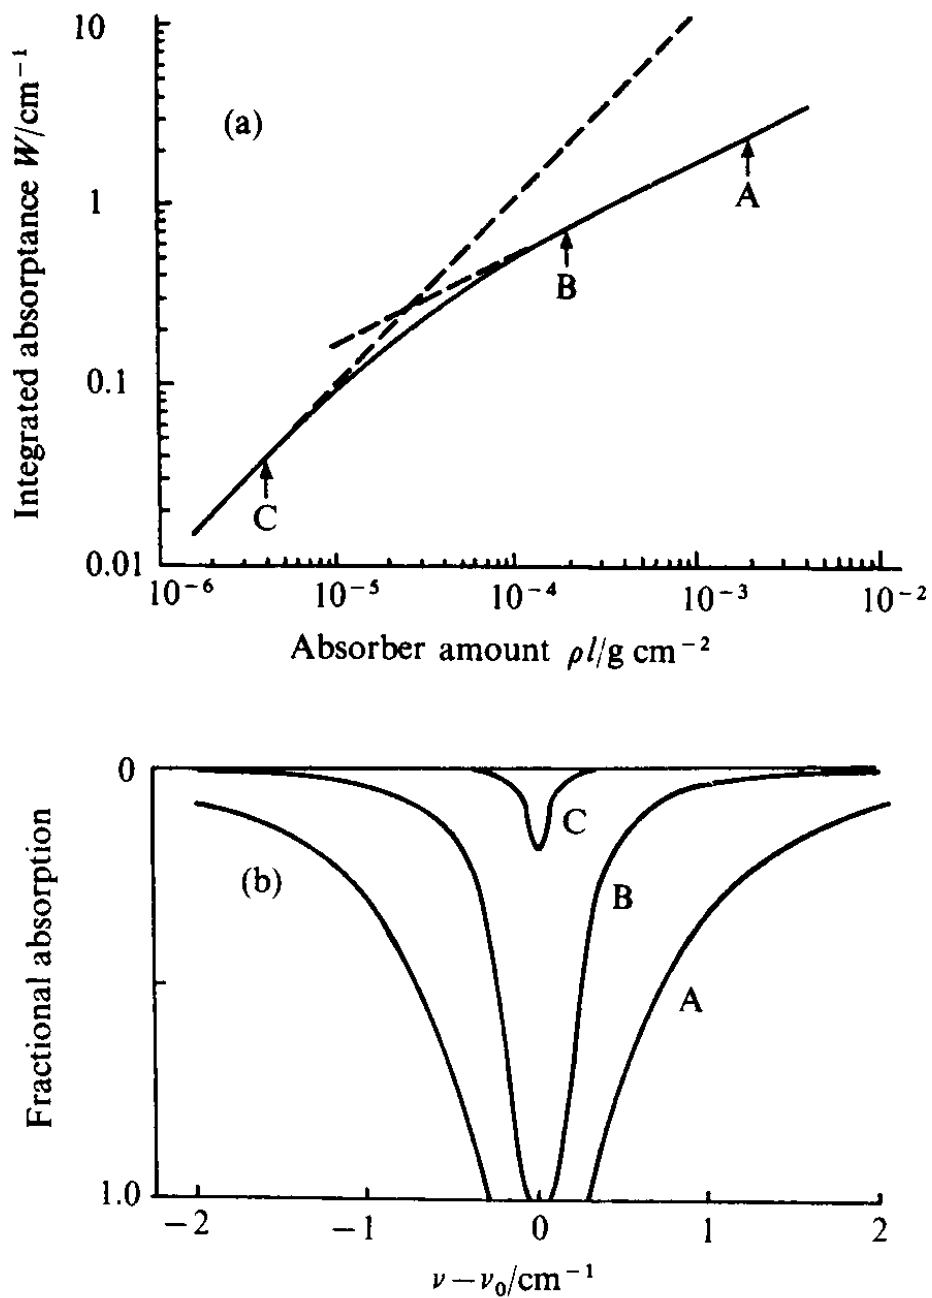 10
(a)
Integrated absorptance W/cm⁻¹
1
A
B
0.1
C
0.01
10⁻⁶ 10⁻⁵ 10⁻⁴ 10⁻³ 10⁻²
Absorber amount ρl/g cm⁻²
0
C
(b)
B
Fractional absorption
A
1.0
−2 −1 0 1 2
ν−ν₀/cm⁻¹